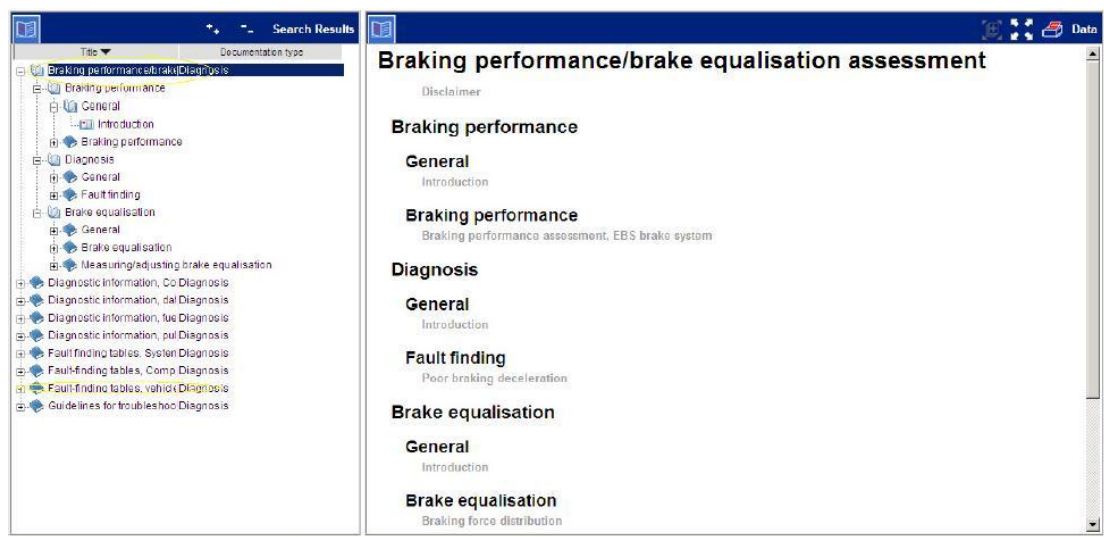 Search Results
Title Documentation type
Braking performance/brake Diagnosis
Braking performance
General
Introduction
Braking performance
Diagnosis
General
Fault finding
Brake equalisation
General
Brake equalisation
Measuring/adjusting brake equalisation
Diagnostic information, Co Diagnosis
Diagnostic information, dat Diagnosis
Diagnostic information, fue Diagnosis
Diagnostic information, pul Diagnosis
Fault finding tables, System Diagnosis
Fault-finding tables, Comp Diagnosis
Fault-finding tables, vehicle Diagnosis
Guidelines for troubleshoo Diagnosis
Data
Braking performance/brake equalisation assessment
Disclaimer
Braking performance
General
Introduction
Braking performance
Braking performance assessment, EBS brake system
Diagnosis
General
Introduction
Fault finding
Poor braking deceleration
Brake equalisation
General
Introduction
Brake equalisation
Braking force distribution